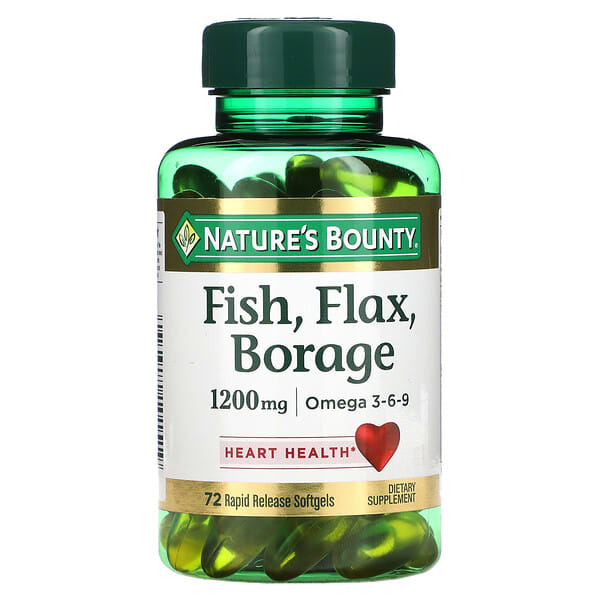 NATURE'S BOUNTY®
Fish, Flax,
Borage
1200mg | Omega 3-6-9
HEART HEALTH*
72 Rapid Release Softgels
DIETARY
SUPPLEMENT